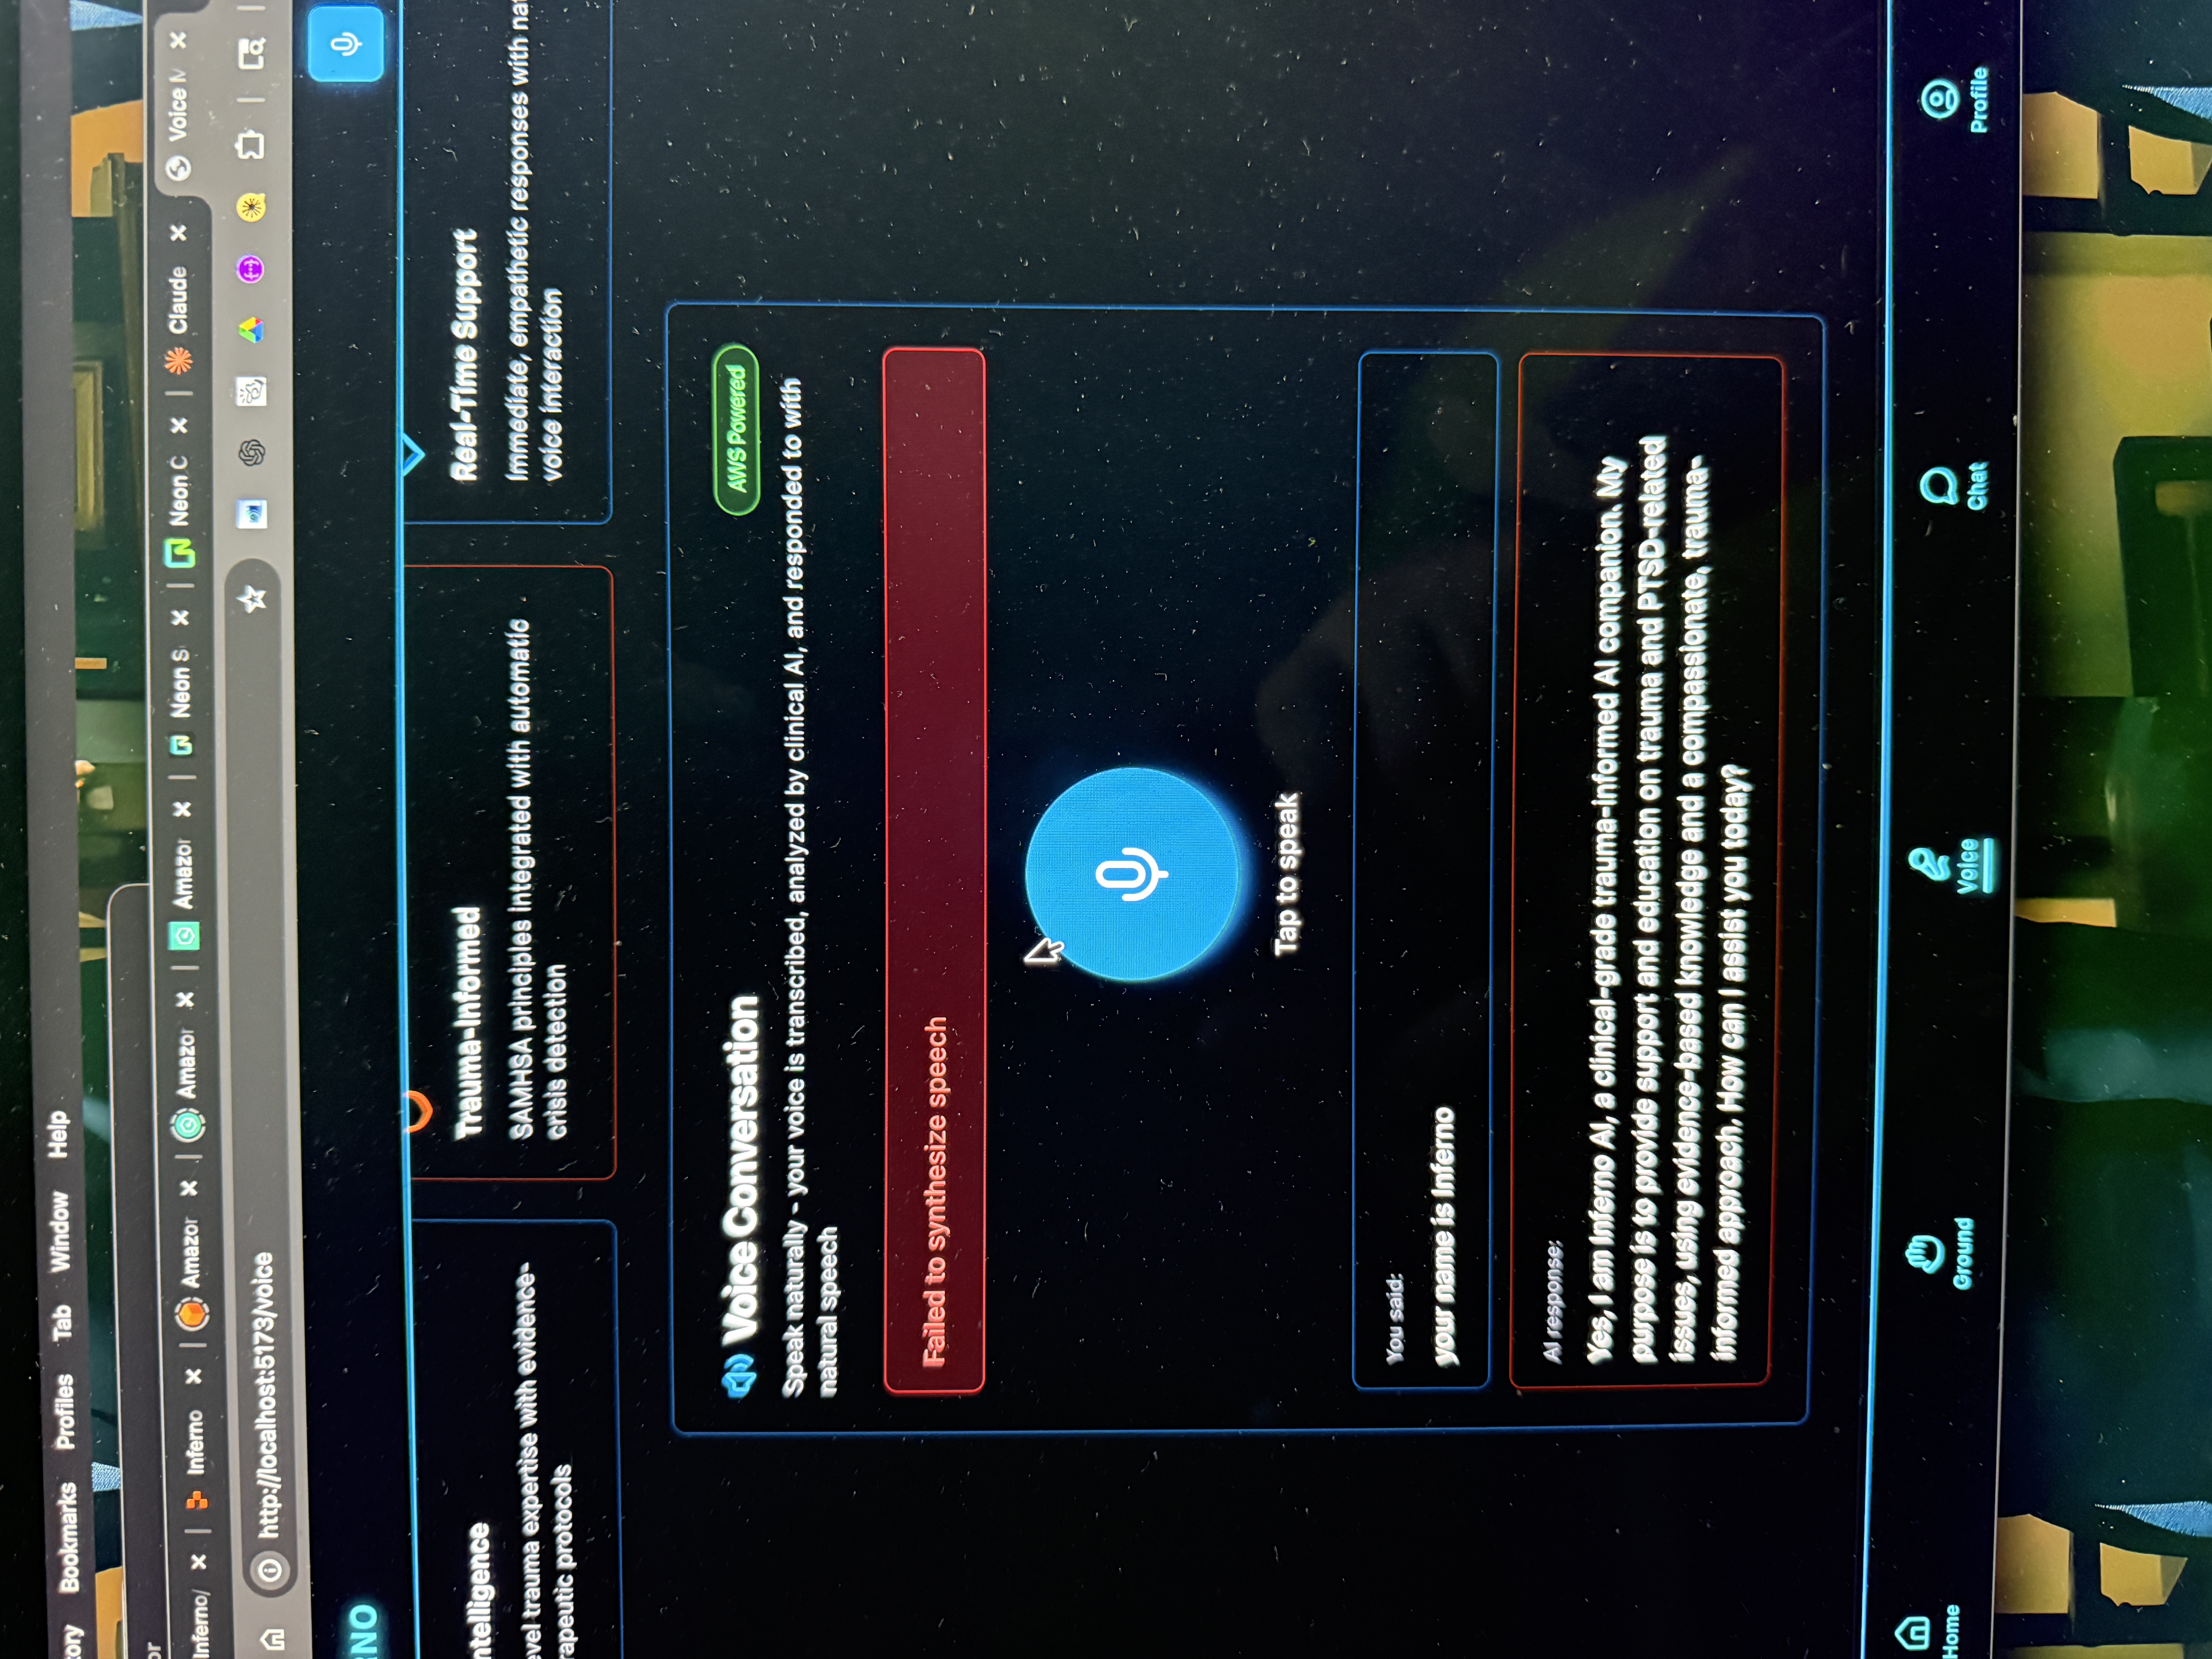 Bookmarks Profiles Tab Window Help
Inferno/ Inferno Amazon Amazon Amazon Neon S Neon C Claude Voice M
http://localhost:5173/voice
RNO
ntelligence
evel trauma expertise with evidence-
rapeutic protocols
Trauma-Informed
SAMHSA principles integrated with automatic
crisis detection
Real-Time Support
Immediate, empathetic responses with nat
voice interaction
Voice Conversation
AWS Powered
Speak naturally - your voice is transcribed, analyzed by clinical AI, and responded to with
natural speech
Failed to synthesize speech
Tap to speak
You said:
your name is Inferno
AI response:
Yes, I am Inferno AI, a clinical-grade trauma-informed AI companion. My
purpose is to provide support and education on trauma and PTSD-related
issues, using evidence-based knowledge and a compassionate, trauma-
informed approach. How can I assist you today?
Home Ground Voice Chat Profile